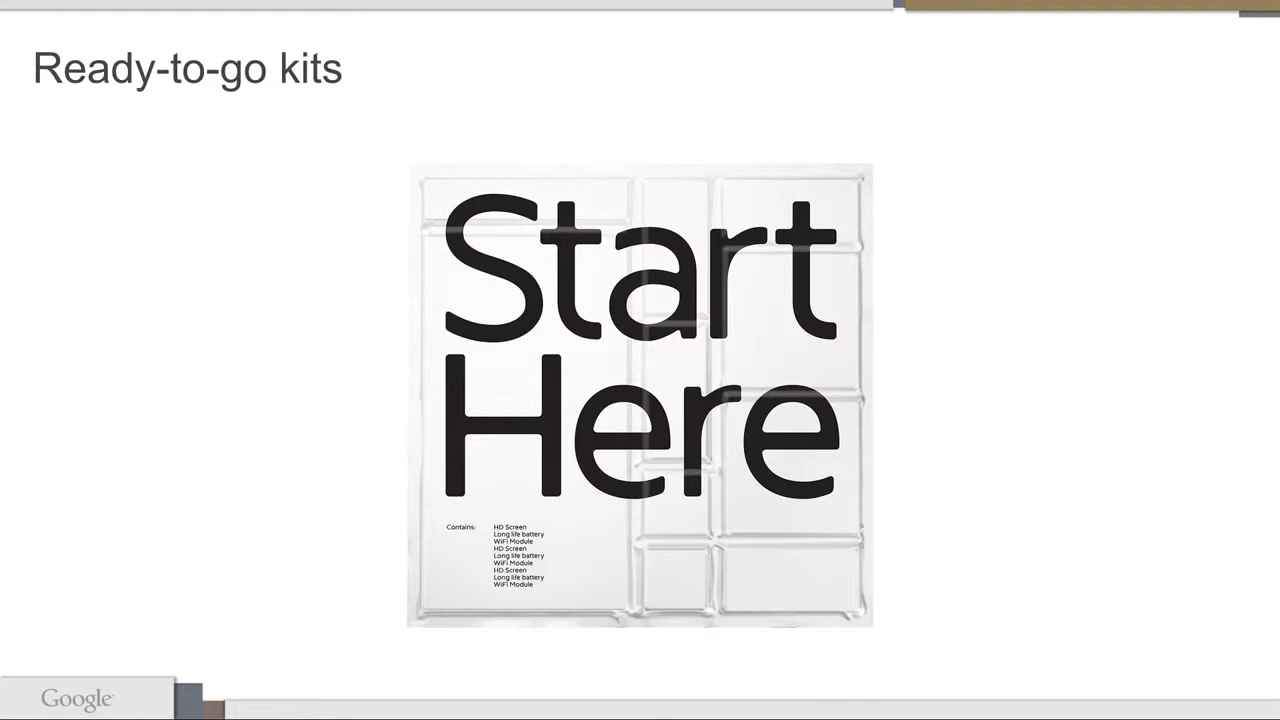 Ready-to-go kits
Start
Here
Contains:
HD Screen
Long life battery
WiFi Module
HD Screen
Long life battery
WiFi Module
HD Screen
Long life battery
WiFi Module
Google